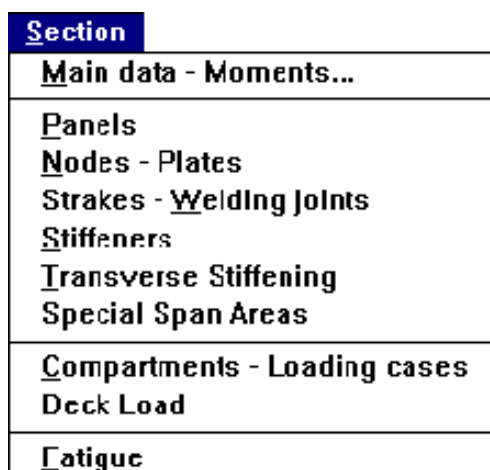 Section
Main data - Moments...
Panels
Nodes - Plates
Strakes - Welding Joints
Stiffeners
Transverse Stiffening
Special Span Areas
Compartments - Loading cases
Deck Load
Fatigue